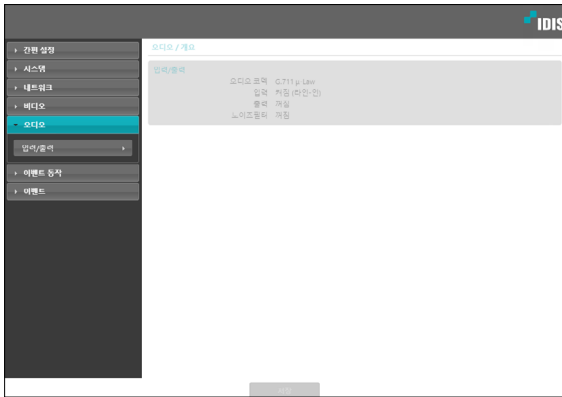 IDIS
간편 설정
시스템
네트워크
비디오
오디오
입력/출력
이벤트 동작
이벤트
오디오 / 개요
입력/출력
오디오 코덱 G.711 μ Law
입력 켜짐 (라인-인)
출력 꺼짐
노이즈필터 꺼짐
저장